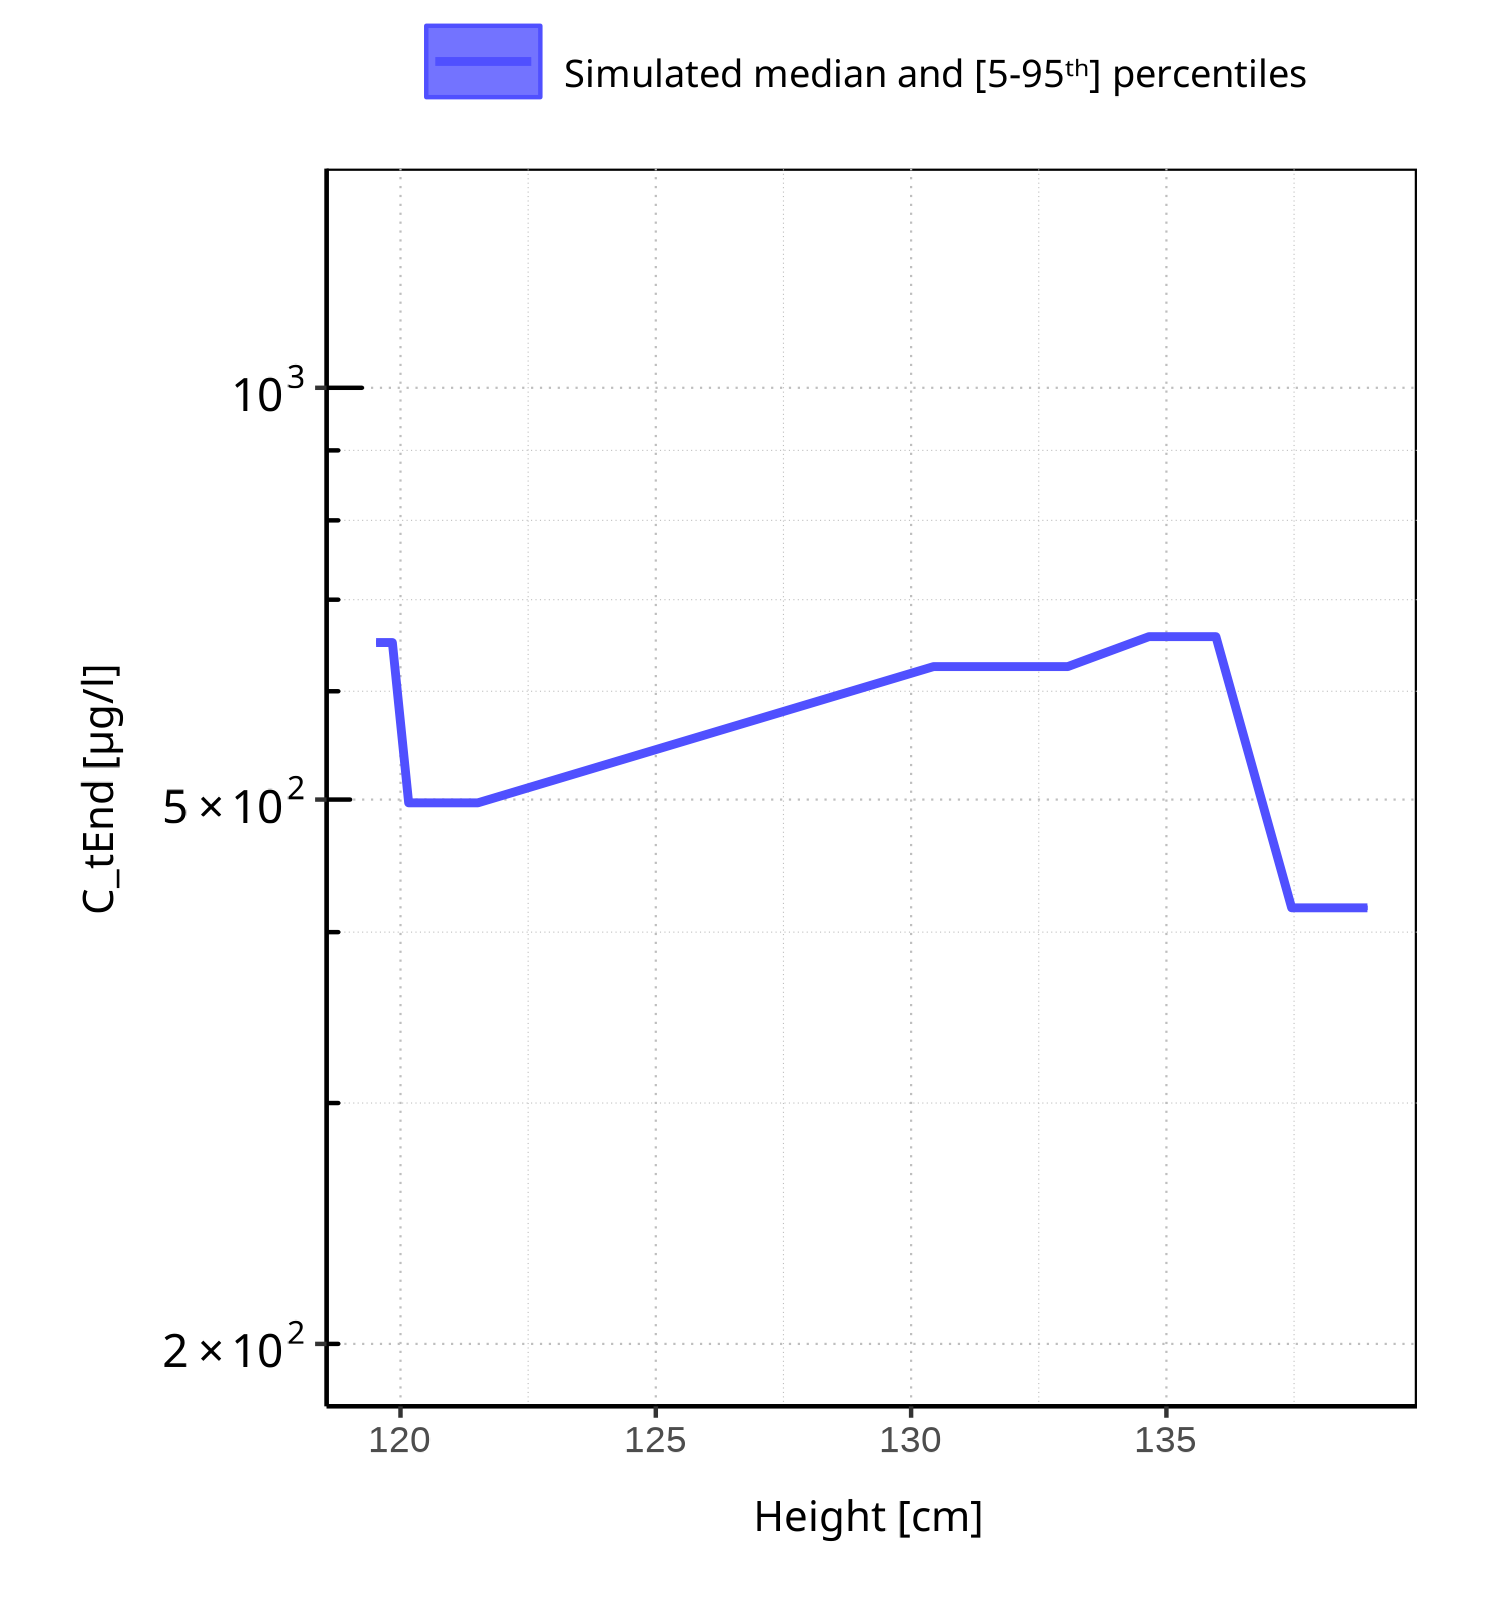 Simulated median and [5-95ᵗʰ] percentiles
10³
5 × 10²
2 × 10²
C_tEnd [µg/l]
120 125 130 135
Height [cm]